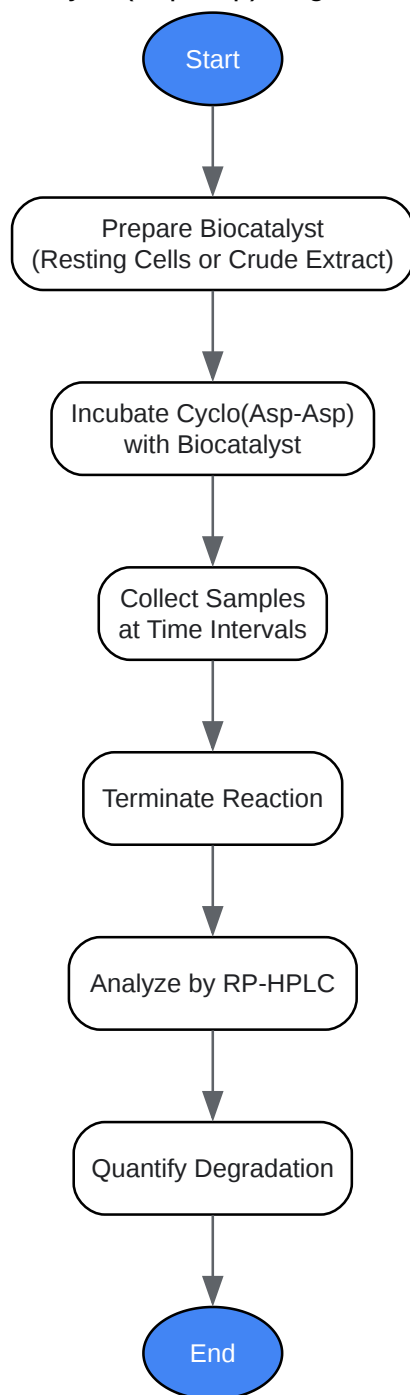 Start
Prepare Biocatalyst
(Resting Cells or Crude Extract)
Incubate Cyclo(Asp-Asp)
with Biocatalyst
Collect Samples
at Time Intervals
Terminate Reaction
Analyze by RP-HPLC
Quantify Degradation
End